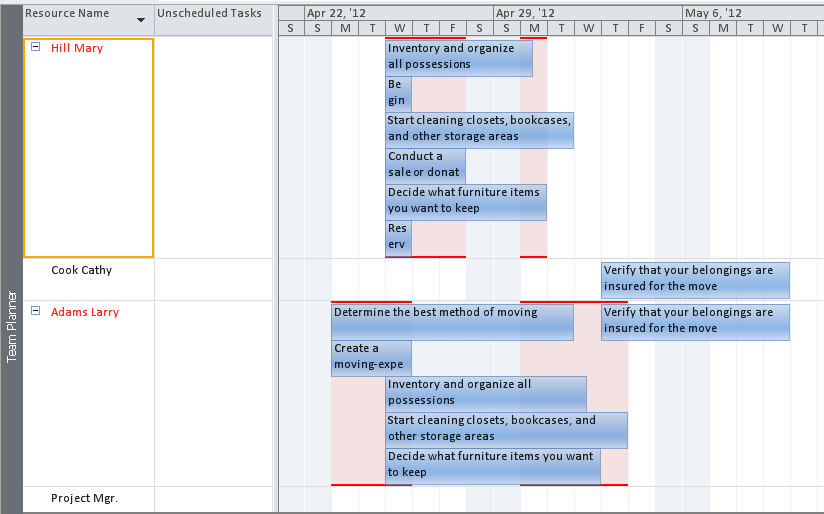 Resource Name
Unscheduled Tasks
Apr 22, '12
Apr 29, '12
May 6, '12
S S M T W T F S S M T W T F S S M T W T
Hill Mary
Inventory and organize
all possessions
Be
gin
Start cleaning closets, bookcases,
and other storage areas
Conduct a
sale or donat
Decide what furniture items
you want to keep
Res
erv
Cook Cathy
Verify that your belongings are
insured for the move
Adams Larry
Determine the best method of moving
Verify that your belongings are
insured for the move
Create a
moving-expe
Inventory and organize all
possessions
Start cleaning closets, bookcases, and
other storage areas
Decide what furniture items you want
to keep
Project Mgr.
Team Planner